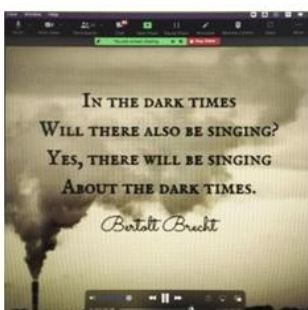 IN THE DARK TIMES
WILL THERE ALSO BE SINGING?
YES, THERE WILL BE SINGING
ABOUT THE DARK TIMES.
Bertolt Brecht